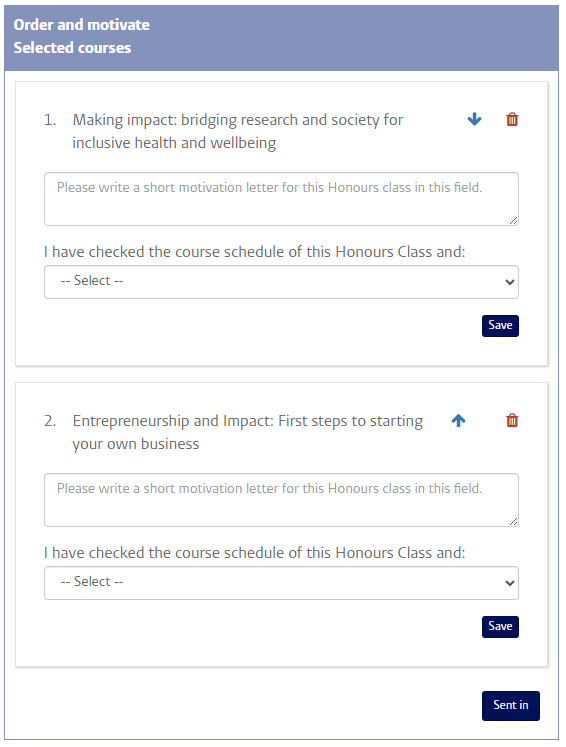 Order and motivate
Selected courses
1. Making impact: bridging research and society for
inclusive health and wellbeing
Please write a short motivation letter for this Honours class in this field.
I have checked the course schedule of this Honours Class and:
-- Select --
Save
2. Entrepreneurship and Impact: First steps to starting
your own business
Please write a short motivation letter for this Honours class in this field.
I have checked the course schedule of this Honours Class and:
-- Select --
Save
Sent in